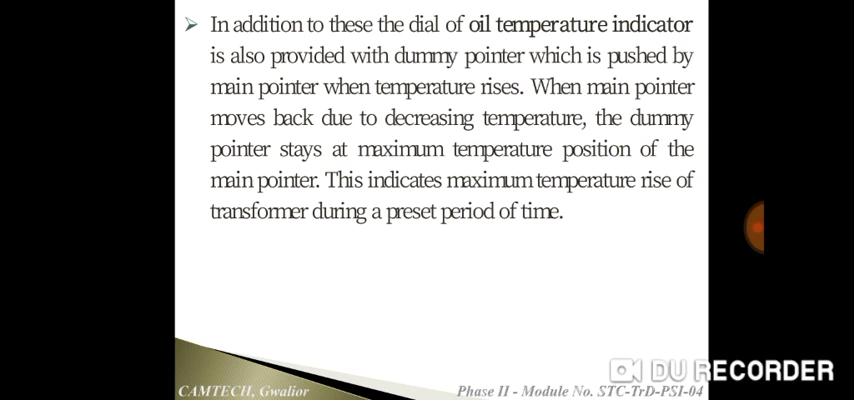 In addition to these the dial of oil temperature indicator
is also provided with dummy pointer which is pushed by
main pointer when temperature rises. When main pointer
moves back due to decreasing temperature, the dummy
pointer stays at maximum temperature position of the
main pointer. This indicates maximum temperature rise of
transformer during a preset period of time.
DU RECORDER
CAMTECH, Gwalior
Phase II - Module No. STC-TrD-PSI-04